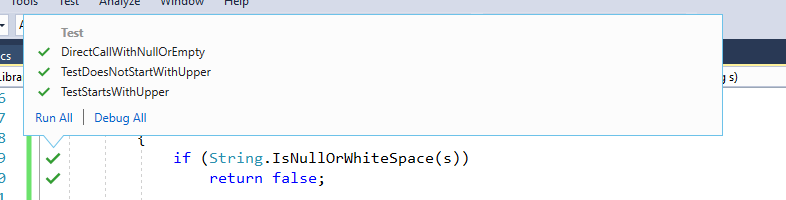 Tools Test Analyze Window Help
Test
cs
DirectCallWithNullOrEmpty
TestDoesNotStartWithUpper
Libra
g s)
TestStartsWithUpper
6
7
Run All Debug All
8 {
9 if (String.IsNullOrWhiteSpace(s))
0 return false;